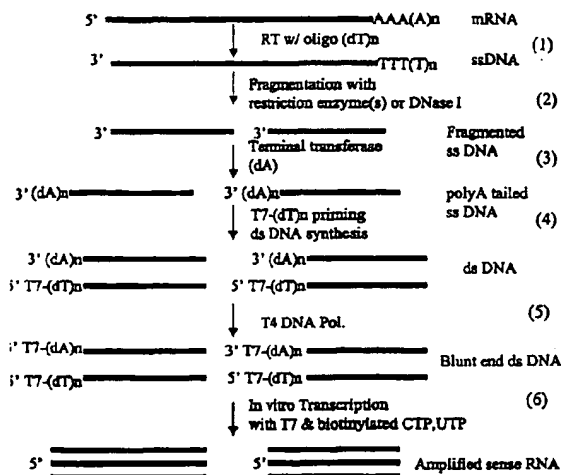 5' AAA(A)n mRNA
RT w/ oligo (dT)n (1)
3' TTT(T)n ssDNA
Fragmentation with
restriction enzyme(s) or DNase I (2)
3' 3' Fragmented
ss DNA
Terminal transferase
(dA) (3)
3' (dA)n 3' (dA)n polyA tailed
ss DNA
T7-(dT)n priming
ds DNA synthesis (4)
3' (dA)n 3' (dA)n ds DNA
5' T7-(dT)n 5' T7-(dT)n
T4 DNA Pol. (5)
' T7-(dA)n 3' T7-(dA)n Blunt end ds DNA
5' T7-(dT)n 5' T7-(dT)n
In vitro Transcription
with T7 & biotinylated CTP,UTP (6)
5' 5' Amplified sense RNA